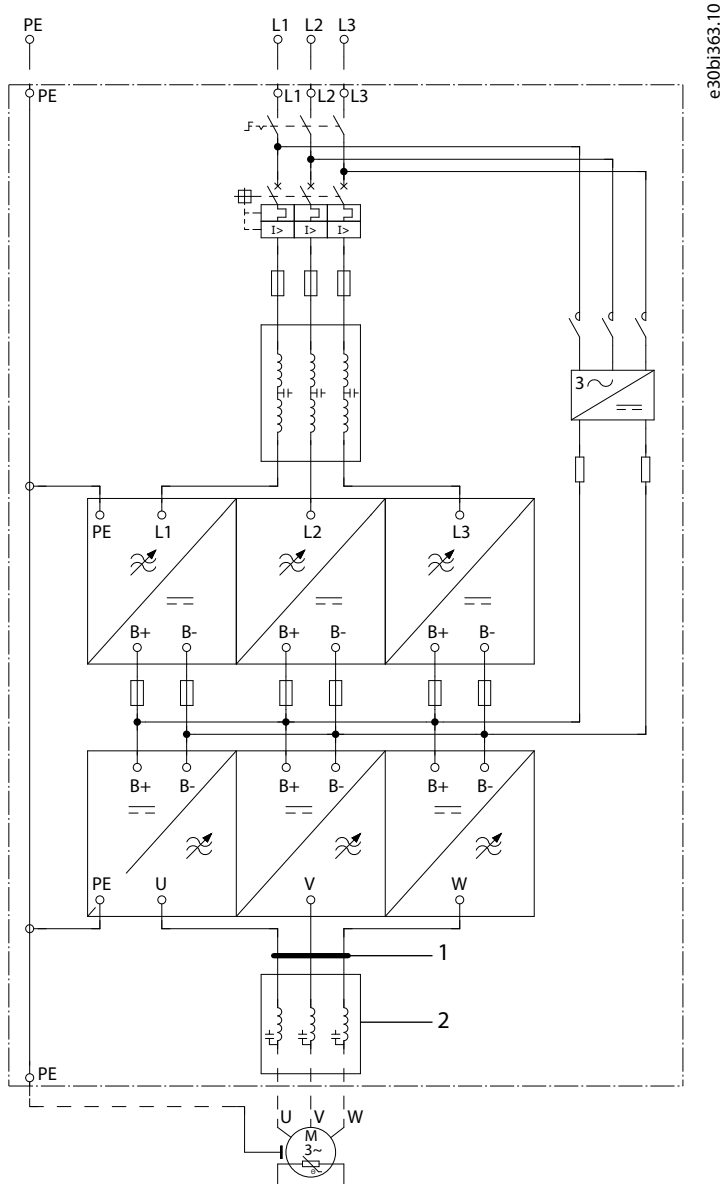 e30bi363.10
PE L1 L2 L3
PE L1 L2 L3
I> I> I>
3
PE L1 L2 L3
B+ B- B+ B- B+ B-
B+ B- B+ B- B+ B-
PE U V W
1
2
PE
U V W
M
3~
θ